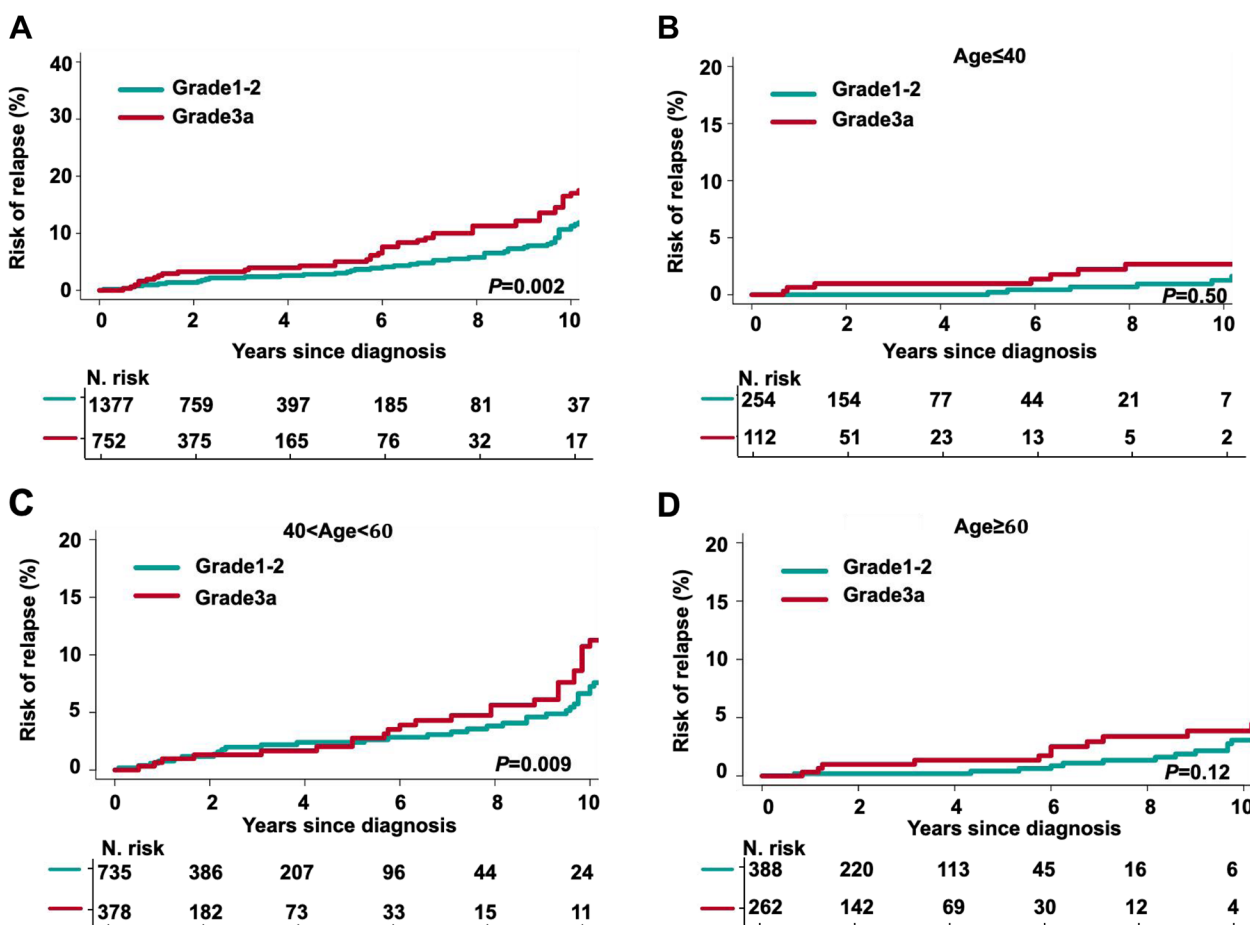 A
Risk of relapse (%)
40
30
20
10
0
Grade1-2
Grade3a
P=0.002
0 2 4 6 8 10
Years since diagnosis
N. risk
1377 759 397 185 81 37
752 375 165 76 32 17
B
Age≤40
Risk of relapse (%)
20
15
10
5
0
Grade1-2
Grade3a
P=0.50
0 2 4 6 8 10
Years since diagnosis
N. risk
254 154 77 44 21 7
112 51 23 13 5 2
C
40<Age<60
Risk of relapse (%)
20
15
10
5
0
Grade1-2
Grade3a
P=0.009
0 2 4 6 8 10
Years since diagnosis
N. risk
735 386 207 96 44 24
378 182 73 33 15 11
D
Age≥60
Risk of relapse (%)
20
15
10
5
0
Grade1-2
Grade3a
P=0.12
0 2 4 6 8 10
Years since diagnosis
N. risk
388 220 113 45 16 6
262 142 69 30 12 4